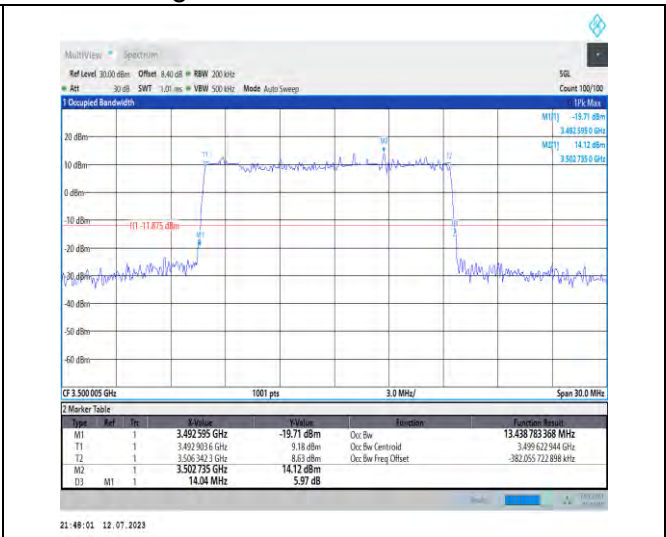 MultiView Spectrum
Ref Level 30.00 dBm Offset 8.40 dB RBW 200 kHz SGL
Att 30 dB SWT 1.01 ms VBW 500 kHz Mode Auto Sweep Count 100/100
1 Occupied Bandwidth 1Pk Max
M1[1] -19.71 dBm
3.492 595 0 GHz
M2[1] 14.12 dBm
3.502 735 0 GHz
20 dBm
M2
T1 T2
10 dBm
0 dBm
-10 dBm
H1 -11.875 dBm
M1
-20 dBm
-30 dBm
-40 dBm
-50 dBm
-60 dBm
CF 3.500 005 GHz 1001 pts 3.0 MHz/ Span 30.0 MHz
2 Marker Table
Type Ref Trc X-Value Y-Value Function Function Result
M1 1 3.492 595 GHz -19.71 dBm Occ Bw 13.438 783 368 MHz
T1 1 3.492 903 6 GHz 9.18 dBm Occ Bw Centroid 3.499 622 944 GHz
T2 1 3.506 342 3 GHz 8.63 dBm Occ Bw Freq Offset -382.055 722 898 kHz
M2 1 3.502 735 GHz 14.12 dBm
D3 M1 1 14.04 MHz 5.97 dB
21:48:01 12.07.2023